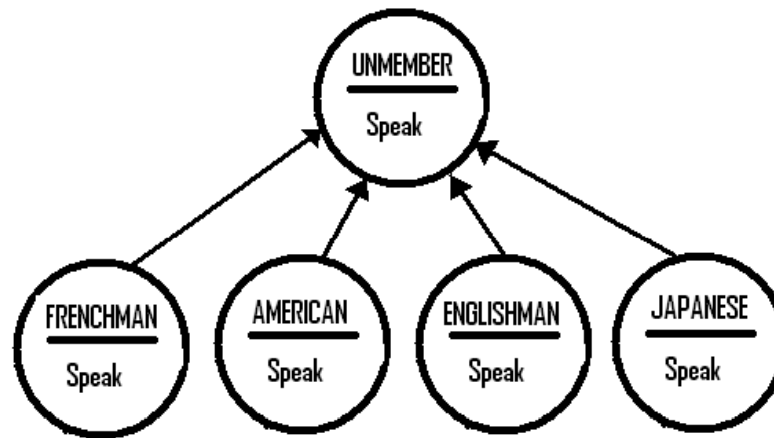 UNMEMBER
Speak
FRENCHMAN
Speak
AMERICAN
Speak
ENGLISHMAN
Speak
JAPANESE
Speak